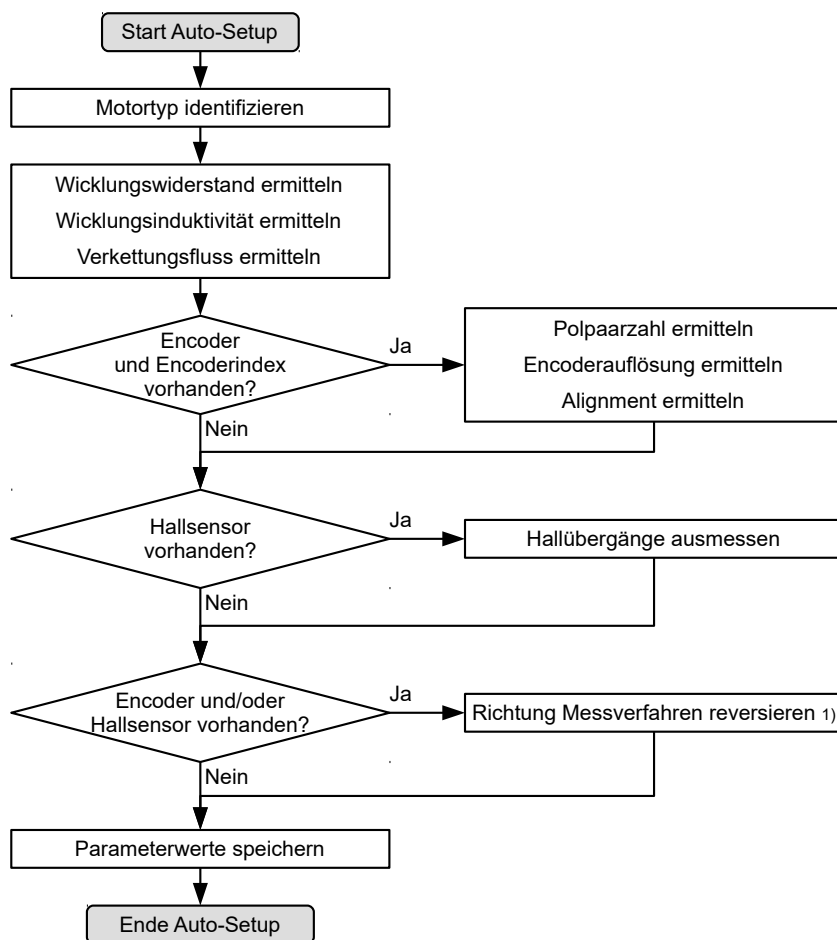 Start Auto-Setup
Motortyp identifizieren
Wicklungswiderstand ermitteln
Wicklungsinduktivität ermitteln
Verkettungsfluss ermitteln
Encoder
und Encoderindex
vorhanden?
Ja
Polpaarzahl ermitteln
Encoderauflösung ermitteln
Alignment ermitteln
Nein
Hallsensor
vorhanden?
Ja
Hallübergänge ausmessen
Nein
Encoder und/oder
Hallsensor vorhanden?
Ja
Richtung Messverfahren reversieren 1)
Nein
Parameterwerte speichern
Ende Auto-Setup